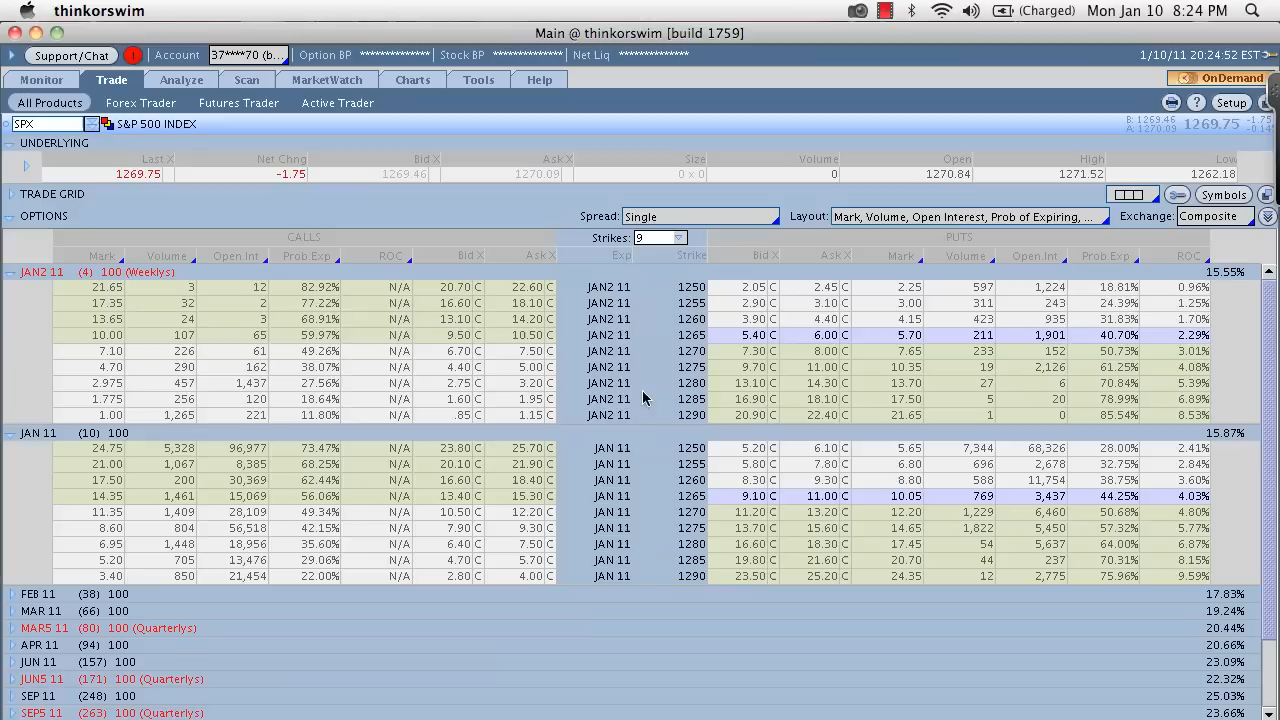 thinkorswim (Charged) Mon Jan 10 8:24 PM
Main @ thinkorswim [build 1759]
Support/Chat ! Account 37****70 (b... Option BP ************** Stock BP ************** Net Liq ************** 1/10/11 20:24:52 EST
Monitor Trade Analyze Scan MarketWatch Charts Tools Help OnDemand
All Products Forex Trader Futures Trader Active Trader ? Setup
SPX S&P 500 INDEX B: 1269.46 A: 1270.09 1269.75 -1.75 -0.14
UNDERLYING
Last X Net Chng Bid X Ask X Size Volume Open High Low
1269.75 -1.75 1269.46 1270.09 0 x 0 0 1270.84 1271.52 1262.18
TRADE GRID Symbols
OPTIONS Spread: Single Layout: Mark, Volume, Open Interest, Prob of Expiring, ... Exchange: Composite
CALLS Strikes: 9 PUTS
Mark Volume Open.Int Prob.Exp ROC Bid X Ask X Exp Strike Bid X Ask X Mark Volume Open.Int Prob Exp ROC
JAN2 11 (4) 100 (Weeklys) 15.55%
21.65 3 12 82.92% N/A 20.70 C 22.60 C JAN2 11 1250 2.05 C 2.45 C 2.25 597 1,224 18.81% 0.96%
17.35 32 2 77.22% N/A 16.60 C 18.10 C JAN2 11 1255 2.90 C 3.10 C 3.00 311 243 24.39% 1.25%
13.65 24 3 68.91% N/A 13.10 C 14.20 C JAN2 11 1260 3.90 C 4.40 C 4.15 423 935 31.83% 1.70%
10.00 107 65 59.97% N/A 9.50 C 10.50 C JAN2 11 1265 5.40 C 6.00 C 5.70 211 1,901 40.70% 2.29%
7.10 226 61 49.26% N/A 6.70 C 7.50 C JAN2 11 1270 7.30 C 8.00 C 7.65 233 152 50.73% 3.01%
4.70 290 162 38.07% N/A 4.40 C 5.00 C JAN2 11 1275 9.70 C 11.00 C 10.35 19 2,126 61.25% 4.08%
2.975 457 1,437 27.56% N/A 2.75 C 3.20 C JAN2 11 1280 13.10 C 14.30 C 13.70 27 6 70.84% 5.39%
1.775 256 120 18.64% N/A 1.60 C 1.95 C JAN2 11 1285 16.90 C 18.10 C 17.50 5 20 78.99% 6.89%
1.00 1,265 221 11.80% N/A .85 C 1.15 C JAN2 11 1290 20.90 C 22.40 C 21.65 1 0 85.54% 8.53%
JAN 11 (10) 100 15.87%
24.75 5,328 96,977 73.47% N/A 23.80 C 25.70 C JAN 11 1250 5.20 C 6.10 C 5.65 7,344 68,326 28.00% 2.41%
21.00 1,067 8,385 68.25% N/A 20.10 C 21.90 C JAN 11 1255 5.80 C 7.80 C 6.80 696 2,678 32.75% 2.84%
17.50 200 30,570 62.44% N/A 16.60 C 18.40 C JAN 11 1260 8.30 C 9.30 C 8.80 588 11,754 38.75% 3.60%
14.35 1,461 15,069 56.06% N/A 13.40 C 15.30 C JAN 11 1265 9.10 C 11.00 C 10.05 769 3,437 44.25% 4.03%
11.35 1,409 28,109 49.34% N/A 10.50 C 12.20 C JAN 11 1270 11.20 C 13.20 C 12.20 1,229 6,460 50.68% 4.80%
8.60 804 56,518 42.15% N/A 7.90 C 9.30 C JAN 11 1275 13.70 C 15.60 C 14.65 1,822 5,450 57.32% 5.77%
6.95 1,448 18,956 35.60% N/A 6.40 C 7.50 C JAN 11 1280 16.60 C 18.30 C 17.45 54 5,637 64.00% 6.87%
5.20 705 13,476 29.06% N/A 4.70 C 5.70 C JAN 11 1285 19.80 C 21.60 C 20.70 44 237 70.31% 8.15%
3.40 850 21,454 22.00% N/A 2.80 C 4.00 C JAN 11 1290 23.50 C 25.20 C 24.35 12 2,775 75.96% 9.59%
FEB 11 (38) 100 17.83%
MAR 11 (66) 100 19.24%
MAR5 11 (80) 100 (Quarterlys) 20.44%
APR 11 (94) 100 20.66%
JUN 11 (157) 100 23.09%
JUN5 11 (171) 100 (Quarterlys) 22.32%
SEP 11 (248) 100 25.03%
SEP5 11 (263) 100 (Quarterlys) 23.66%